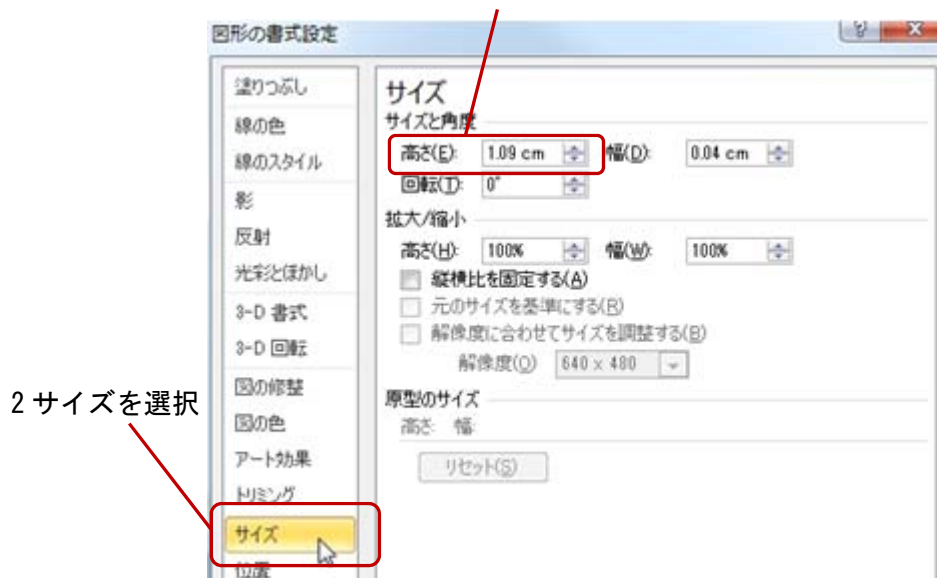 図形の書式設定
塗りつぶし
線の色
線のスタイル
影
反射
光彩とぼかし
3-D 書式
3-D 回転
図の修整
図の色
アート効果
トリミング
サイズ
位置
2 サイズを選択
サイズ
サイズと角度
高さ(E): 1.09 cm 幅(D): 0.04 cm
回転(T): 0°
拡大/縮小
高さ(H): 100% 幅(W): 100%
縦横比を固定する(A)
元のサイズを基準にする(R)
解像度に合わせてサイズを調整する(B)
解像度(O) 640 x 480
原型のサイズ
高さ: 幅:
リセット(S)